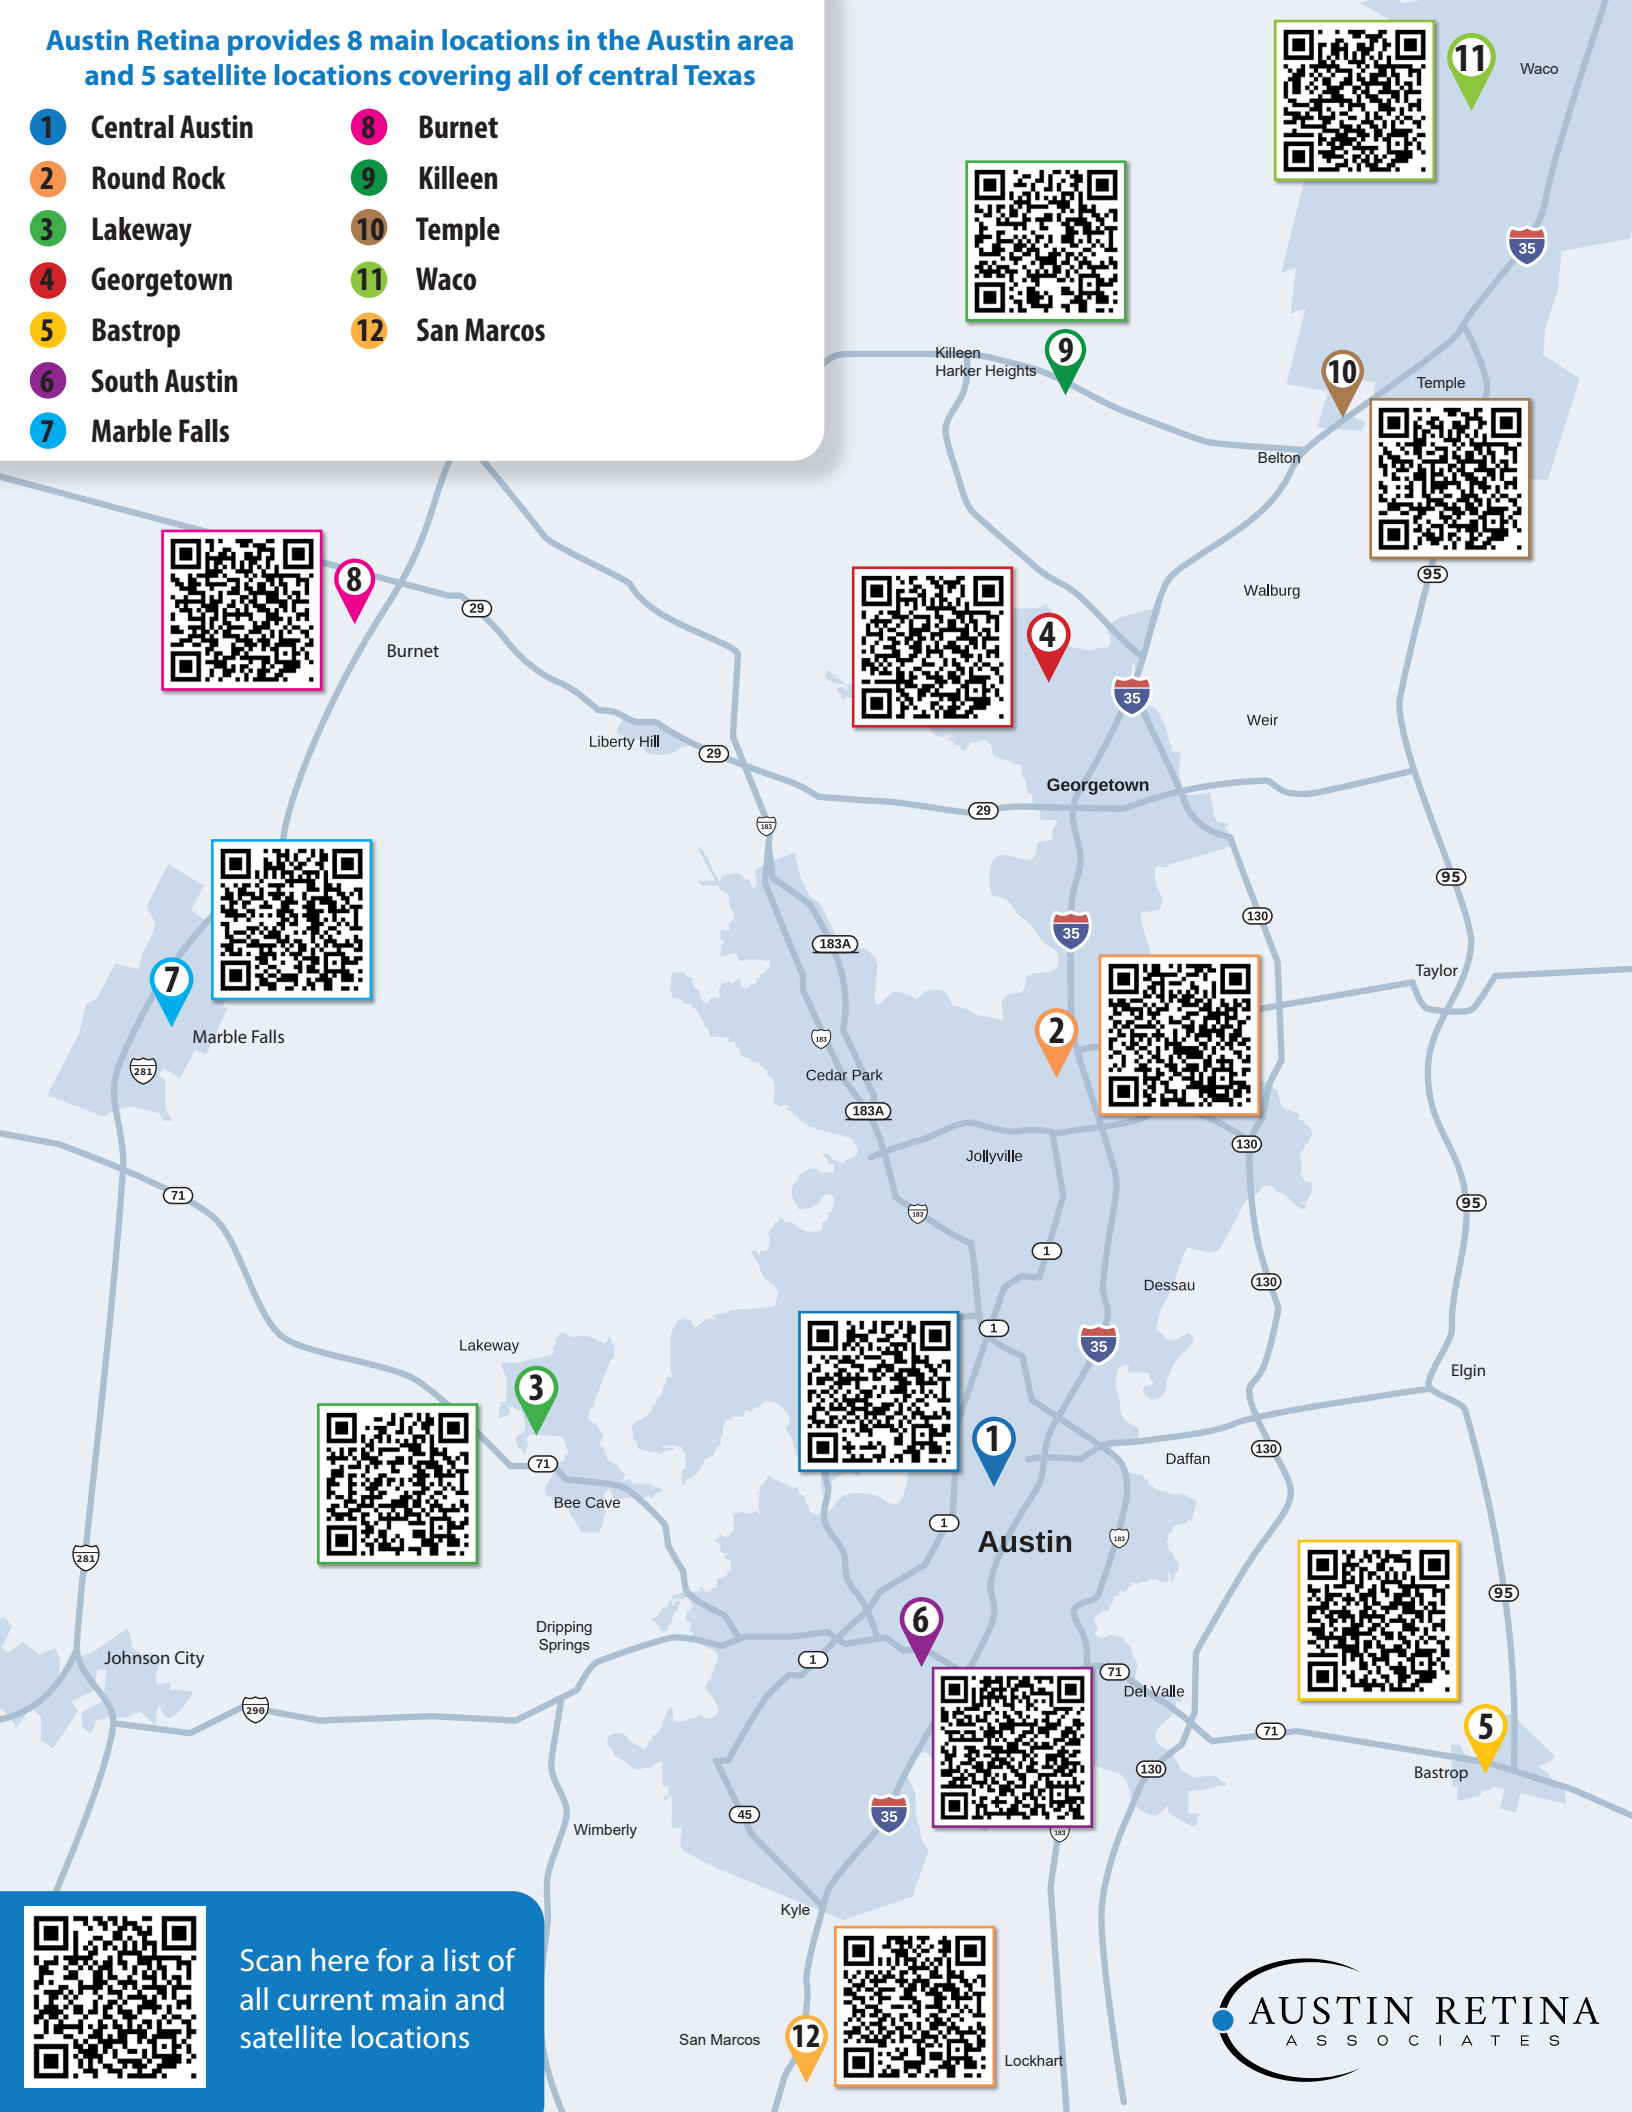 Austin Retina provides 8 main locations in the Austin area
and 5 satellite locations covering all of central Texas
1 Central Austin
2 Round Rock
3 Lakeway
4 Georgetown
5 Bastrop
6 South Austin
7 Marble Falls
8 Burnet
9 Killeen
10 Temple
11 Waco
12 San Marcos
11
Waco
35
Killeen
Harker Heights
9
10
Temple
Belton
95
8
29
Burnet
Walburg
4
35
Weir
Liberty Hill
29
Georgetown
29
183
95
130
35
183A
7
Marble Falls
281
Taylor
2
183
Cedar Park
183A
130
Jollyville
71
95
183
1
Dessau
130
1
35
Lakeway
3
Elgin
1
71
Daffan
130
Bee Cave
1
Austin
183
281
95
6
Dripping
Springs
1
Johnson City
71
Del Valle
290
5
71
130
Bastrop
45
35
Wimberly
183
Kyle
San Marcos
12
Lockhart
Scan here for a list of
all current main and
satellite locations
AUSTIN RETINA
ASSOCIATES